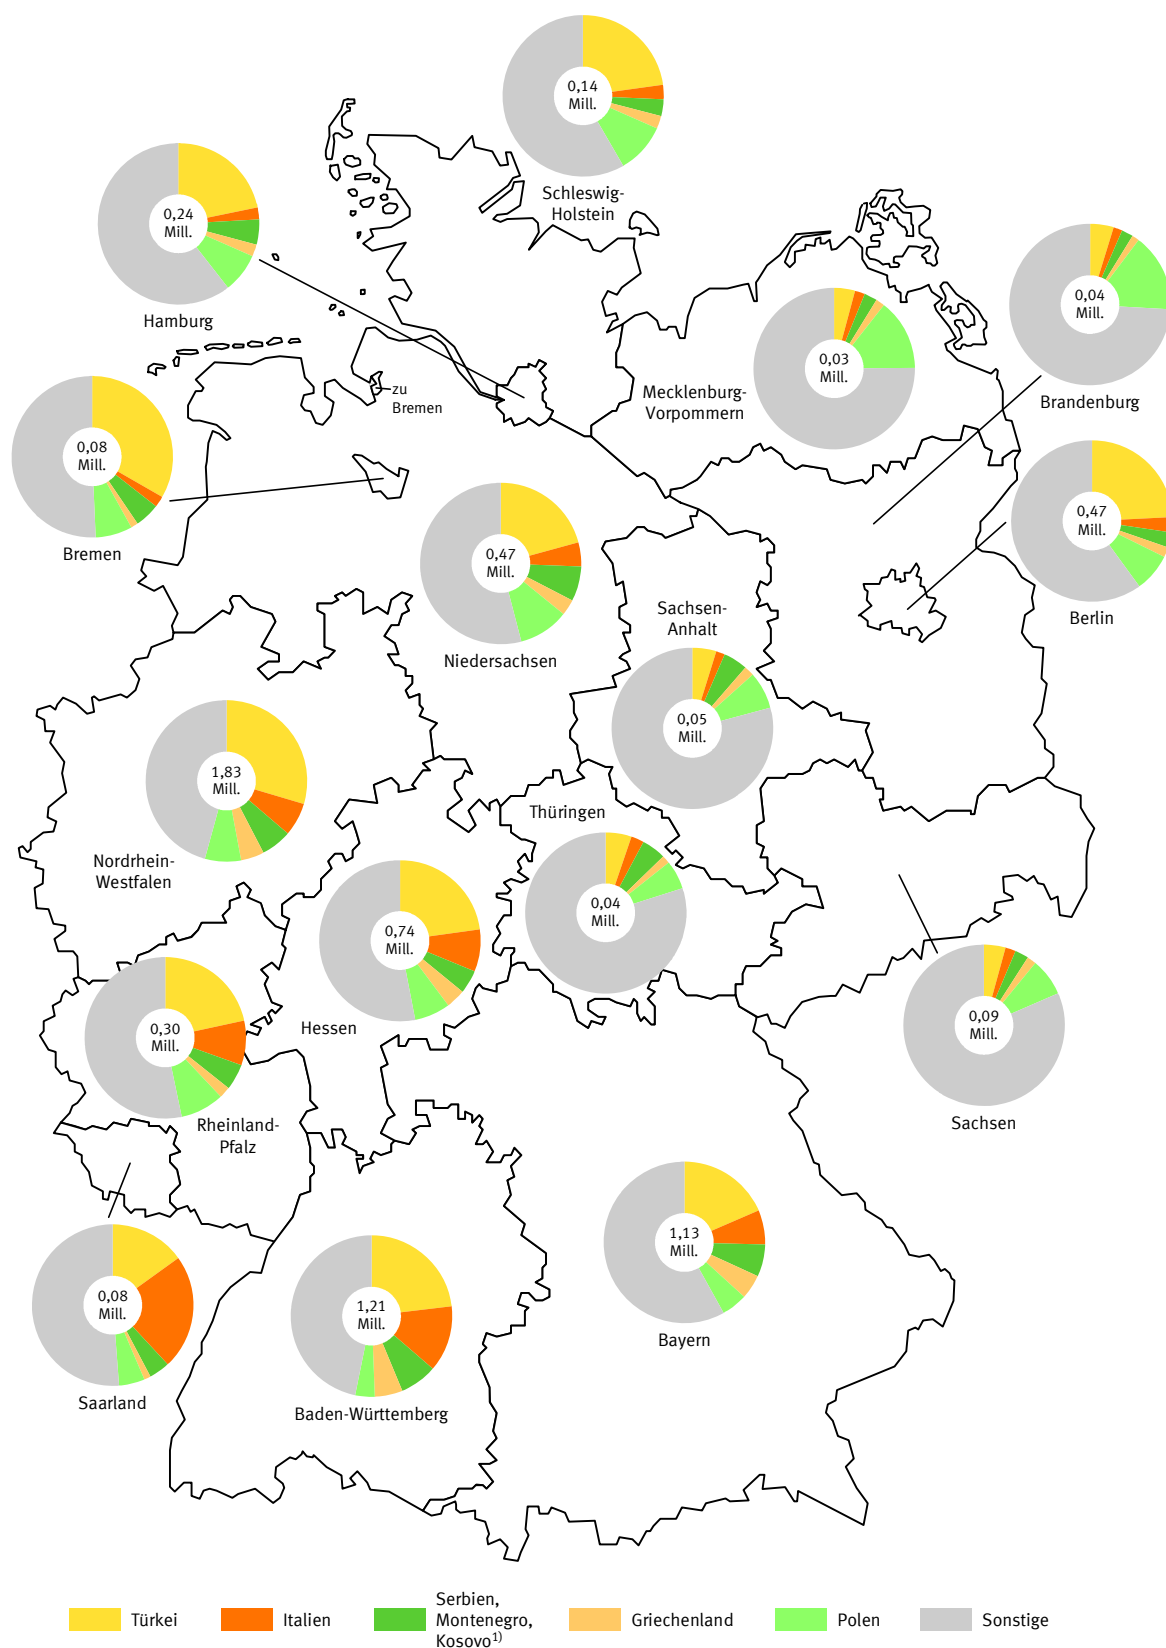 0,14
Mill.
Schleswig-
Holstein
0,24
Mill.
Hamburg
0,04
Mill.
Brandenburg
0,03
Mill.
Mecklenburg-
Vorpommern
zu
Bremen
0,08
Mill.
Bremen
0,47
Mill.
Berlin
0,47
Mill.
Niedersachsen
Sachsen-
Anhalt
0,05
Mill.
1,83
Mill.
Nordrhein-
Westfalen
Thüringen
0,04
Mill.
0,74
Mill.
Hessen
0,30
Mill.
Rheinland-
Pfalz
0,09
Mill.
Sachsen
1,13
Mill.
Bayern
0,08
Mill.
Saarland
1,21
Mill.
Baden-Württemberg
Türkei
Italien
Serbien,
Montenegro,
Kosovo1)
Griechenland
Polen
Sonstige